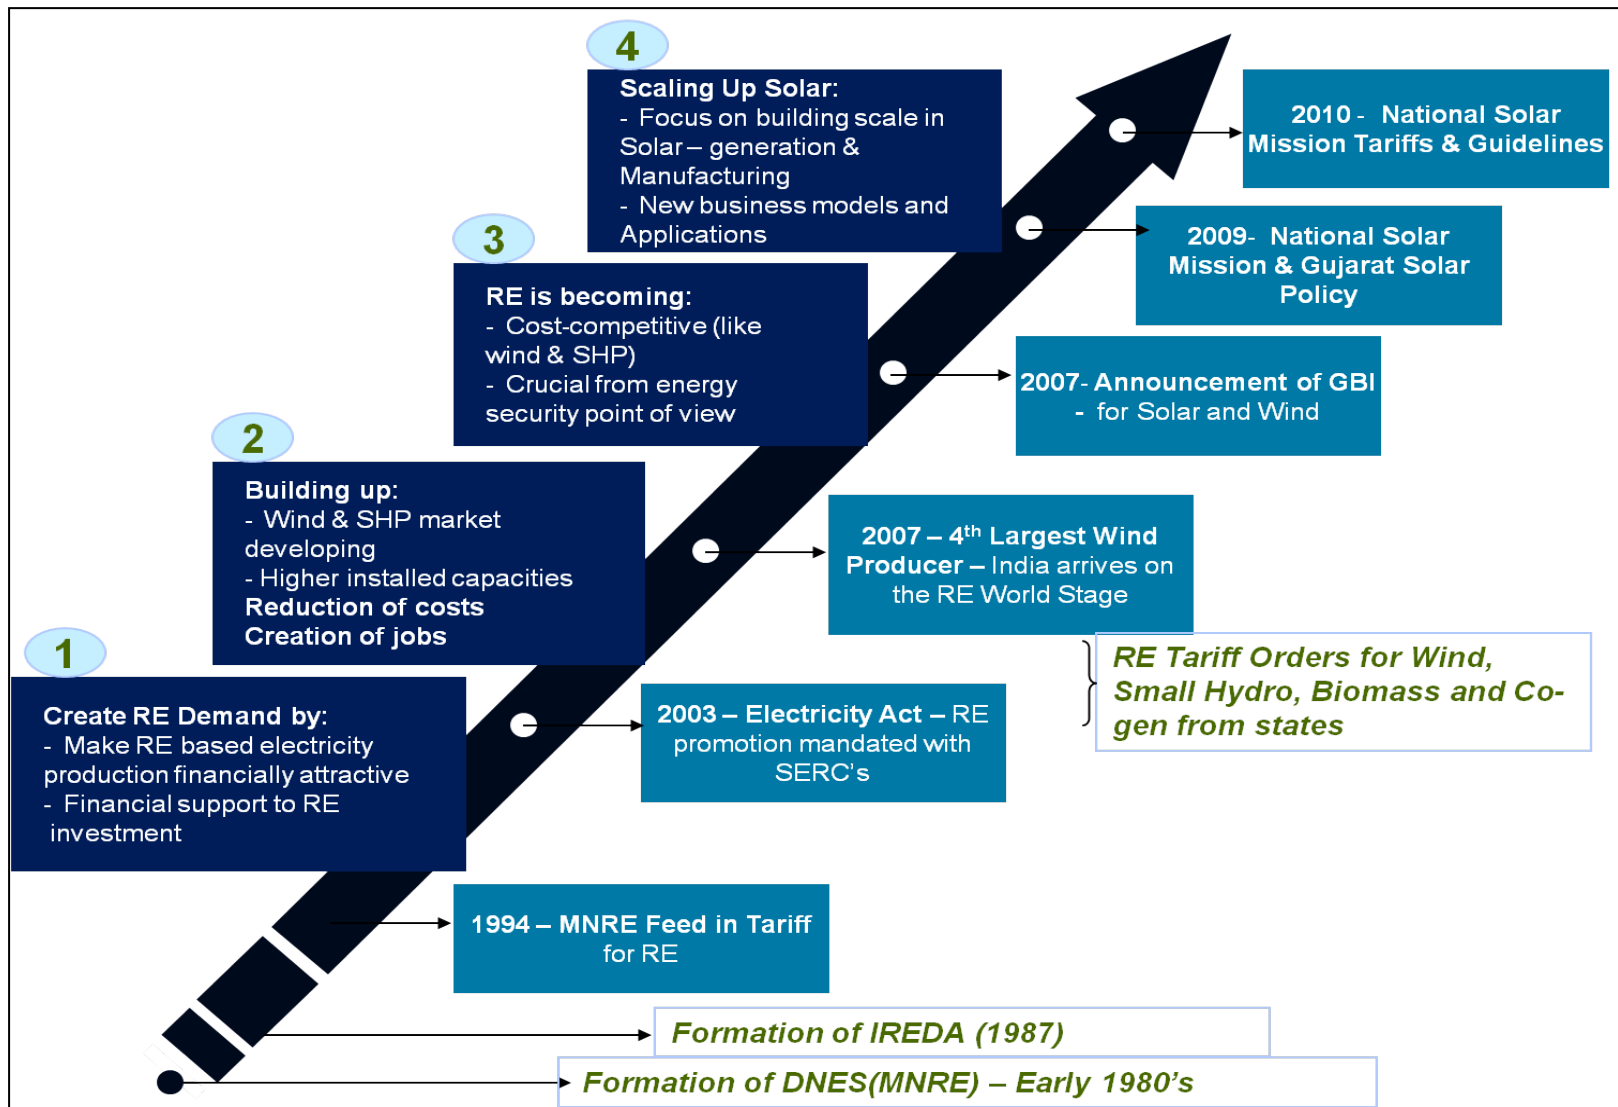 4
Scaling Up Solar:
- Focus on building scale in
Solar – generation &
Manufacturing
- New business models and
Applications
2010 - National Solar
Mission Tariffs & Guidelines
3
RE is becoming:
- Cost-competitive (like
wind & SHP)
- Crucial from energy
security point of view
2009- National Solar
Mission & Gujarat Solar
Policy
2007- Announcement of GBI
- for Solar and Wind
2
Building up:
- Wind & SHP market
developing
- Higher installed capacities
Reduction of costs
Creation of jobs
2007 – 4th Largest Wind
Producer – India arrives on
the RE World Stage
RE Tariff Orders for Wind,
Small Hydro, Biomass and Co-
gen from states
1
Create RE Demand by:
- Make RE based electricity
production financially attractive
- Financial support to RE
investment
2003 – Electricity Act – RE
promotion mandated with
SERC's
1994 – MNRE Feed in Tariff
for RE
Formation of IREDA (1987)
Formation of DNES(MNRE) – Early 1980's